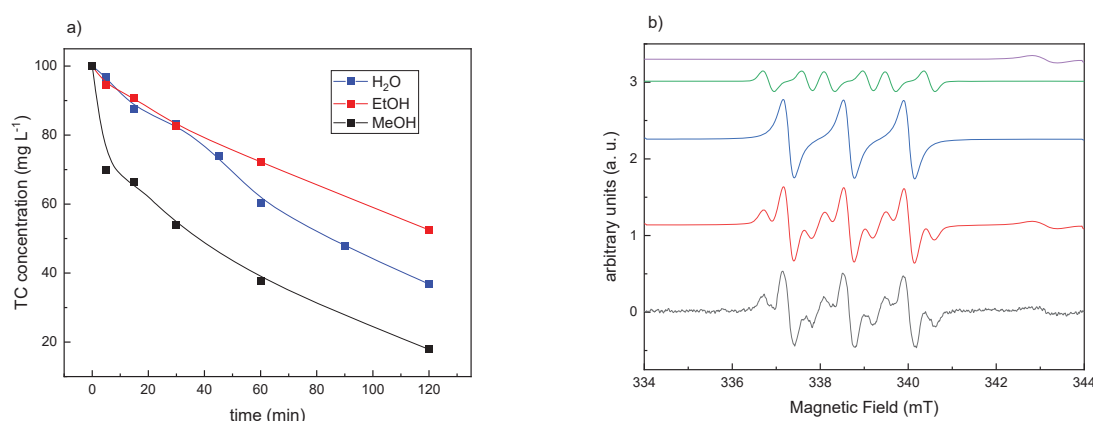 a)
TC concentration (mg L⁻¹)
100
80
60
40
20
H₂O
EtOH
MeOH
0 20 40 60 80 100 120
time (min)
b)
arbitrary units (a. u.)
3
2
1
0
334 336 338 340 342 344
Magnetic Field (mT)